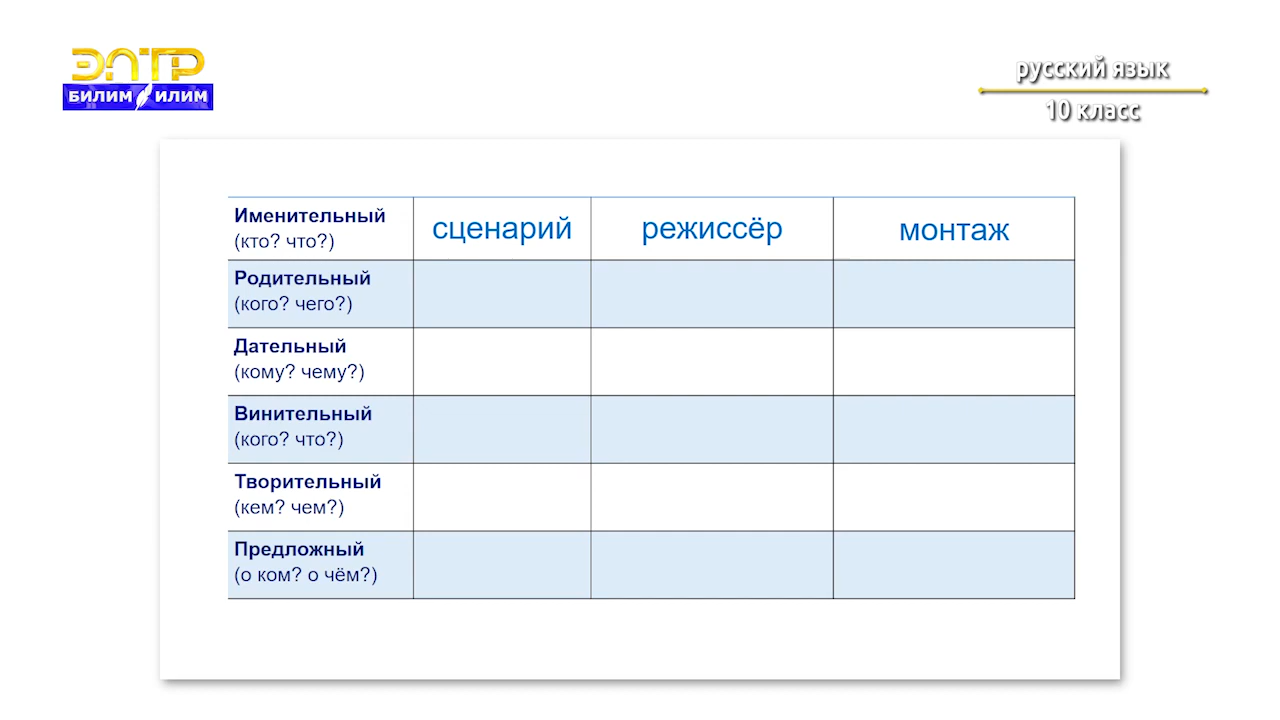 ЭЛТР
БИЛИМ ИЛИМ
русский язык
10 класс
Именительный
(кто? что?)
сценарий
режиссёр
монтаж
Родительный
(кого? чего?)
Дательный
(кому? чему?)
Винительный
(кого? что?)
Творительный
(кем? чем?)
Предложный
(о ком? о чём?)